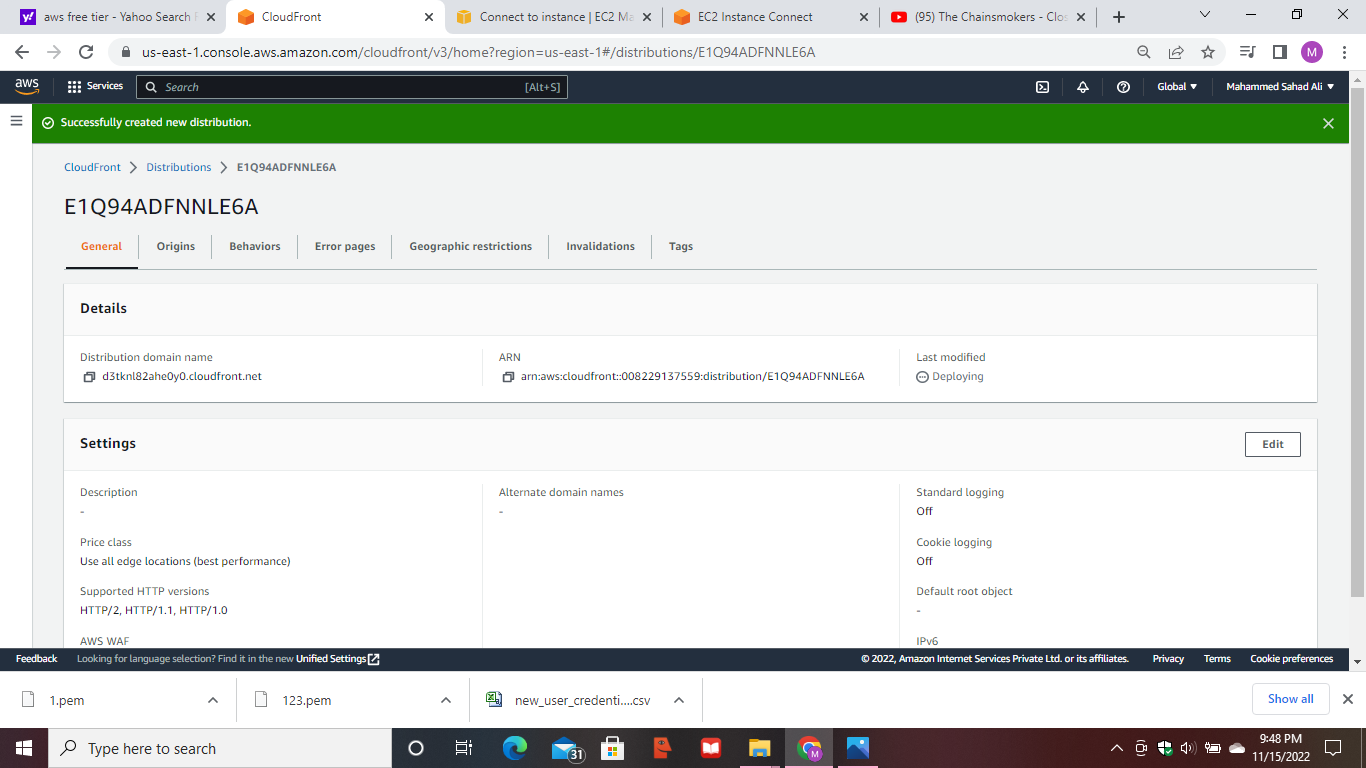 aws free tier - Yahoo Search
CloudFront
Connect to instance | EC2 Ma
EC2 Instance Connect
(95) The Chainsmokers - Clos
us-east-1.console.aws.amazon.com/cloudfront/v3/home?region=us-east-1#/distributions/E1Q94ADFNNLE6A
M
aws
Services
Search
[Alt+S]
Global
Mahammed Sahad Ali
Successfully created new distribution.
CloudFront
Distributions
E1Q94ADFNNLE6A
E1Q94ADFNNLE6A
General
Origins
Behaviors
Error pages
Geographic restrictions
Invalidations
Tags
Details
Distribution domain name
d3tknl82ahe0y0.cloudfront.net
ARN
arn:aws:cloudfront::008229137559:distribution/E1Q94ADFNNLE6A
Last modified
Deploying
Settings
Edit
Description
-
Price class
Use all edge locations (best performance)
Supported HTTP versions
HTTP/2, HTTP/1.1, HTTP/1.0
AWS WAF
Alternate domain names
-
Standard logging
Off
Cookie logging
Off
Default root object
-
IPv6
Feedback
Looking for language selection? Find it in the new Unified Settings
© 2022, Amazon Internet Services Private Ltd. or its affiliates.
Privacy
Terms
Cookie preferences
1.pem
123.pem
new_user_credenti....csv
Show all
Type here to search
31
M
9:48 PM
11/15/2022